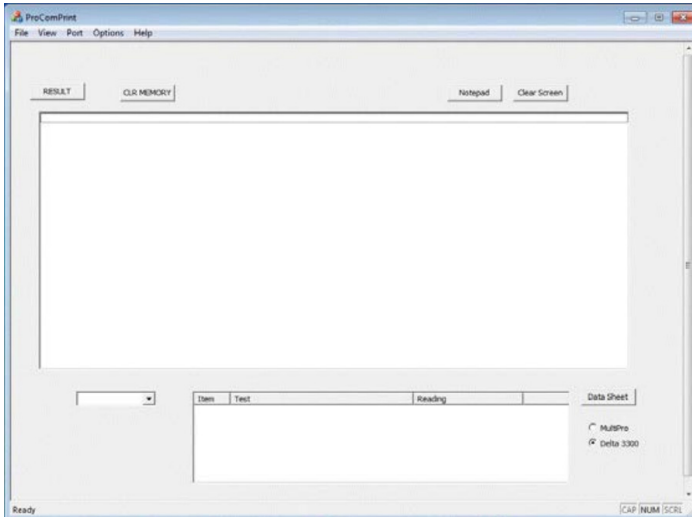 ProComPrint
File View Port Options Help
RESULT CLR MEMORY Notepad Clear Screen
Item Test Reading Data Sheet
MultiPro
Delta 3300
Ready CAP NUM SCRL